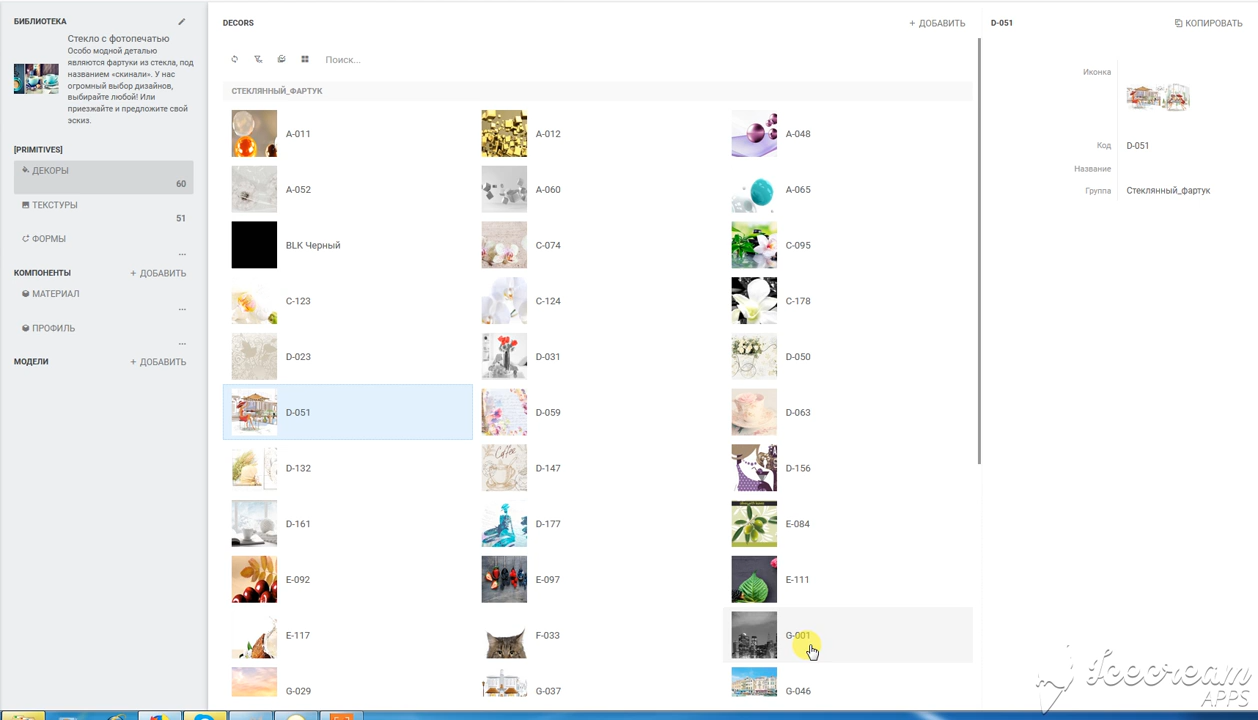 БИБЛИОТЕКА
Стекло с фотопечатью
Особо модной деталью
являются фартуки из стекла, под
названием «скинали». У нас
огромный выбор дизайнов,
выбирайте любой! Или
приезжайте и предложите свой
эскиз.
[PRIMITIVES]
ДЕКОРЫ
60
ТЕКСТУРЫ
51
ФОРМЫ
...
КОМПОНЕНТЫ + ДОБАВИТЬ
МАТЕРИАЛ
...
ПРОФИЛЬ
...
МОДЕЛИ + ДОБАВИТЬ
DECORS + ДОБАВИТЬ
Поиск...
СТЕКЛЯННЫЙ_ФАРТУК
A-011 A-012 A-048
A-052 A-060 A-065
BLK Черный C-074 C-095
C-123 C-124 C-178
D-023 D-031 D-050
D-051 D-059 D-063
D-132 D-147 D-156
D-161 D-177 E-084
E-092 E-097 E-111
E-117 F-033 G-001
G-029 G-037 G-046
D-051 КОПИРОВАТЬ
Иконка
Код D-051
Название
Группа Стеклянный_фартук
Icecream
APPS